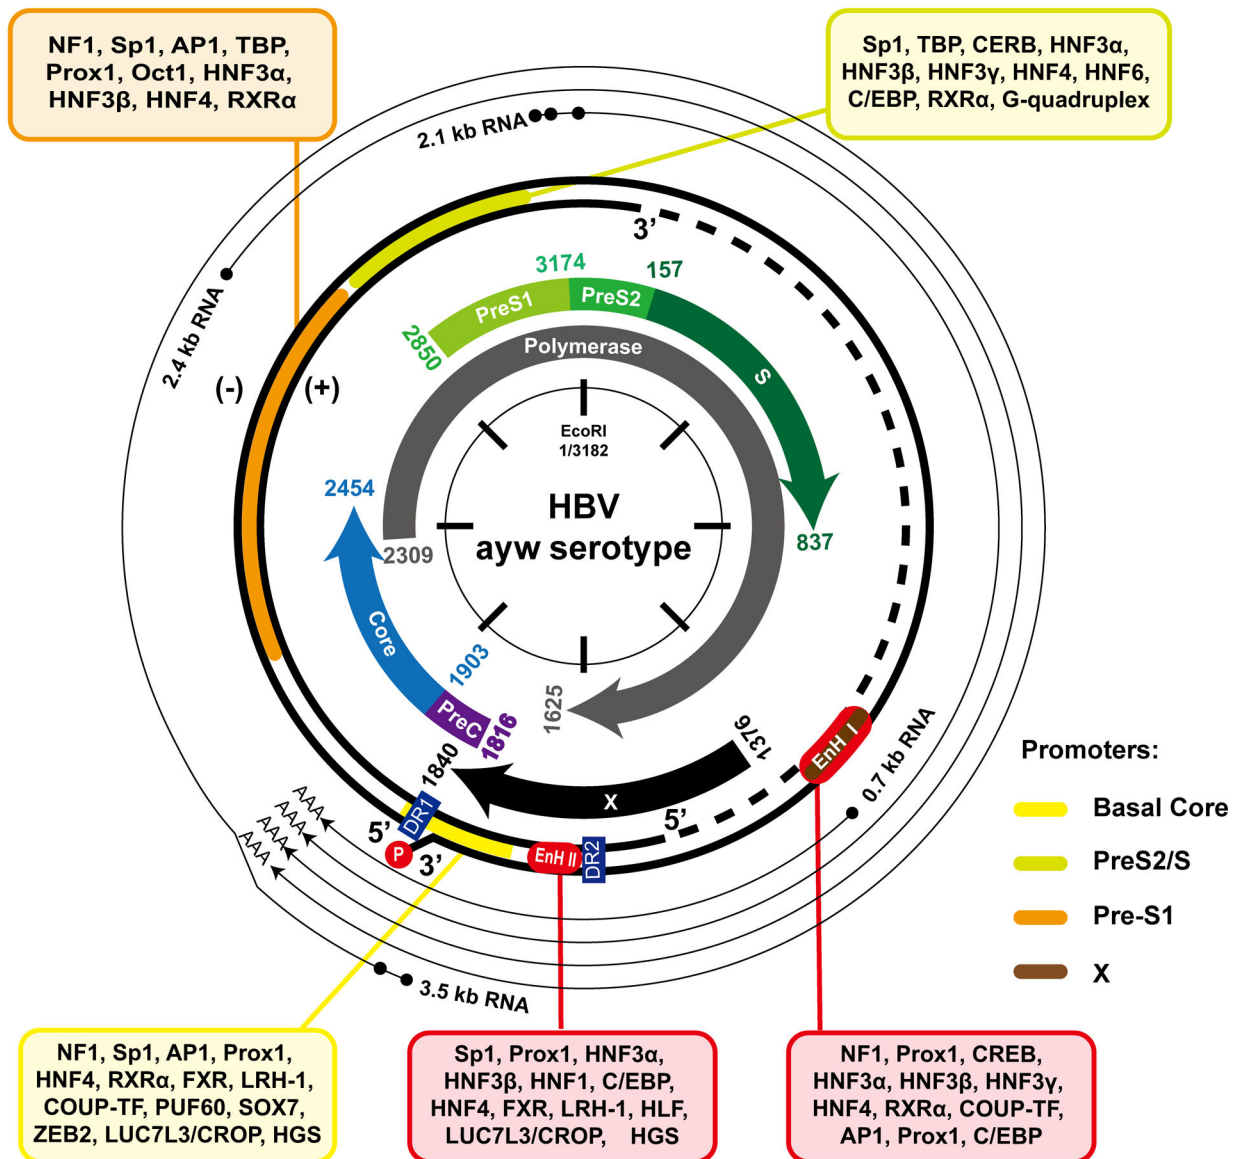 NF1, Sp1, AP1, TBP,
Prox1, Oct1, HNF3α,
HNF3β, HNF4, RXRα
Sp1, TBP, CERB, HNF3α,
HNF3β, HNF3γ, HNF4, HNF6,
C/EBP, RXRα, G-quadruplex
2.1 kb RNA
2.4 kb RNA
3’
3174
157
PreS1
PreS2
2850
Polymerase
S
(-)
(+)
EcoRI
1/3182
HBV
ayw serotype
2454
2309
837
Core
1903
PreC
1816
1625
1376
1840
X
EnH I
0.7 kb RNA
5’
DR1
5’
P
3’
EnH II
DR2
AAA
AAA
AAA
AAA
3.5 kb RNA
Promoters:
Basal Core
PreS2/S
Pre-S1
X
NF1, Sp1, AP1, Prox1,
HNF4, RXRα, FXR, LRH-1,
COUP-TF, PUF60, SOX7,
ZEB2, LUC7L3/CROP, HGS
Sp1, Prox1, HNF3α,
HNF3β, HNF1, C/EBP,
HNF4, FXR, LRH-1, HLF,
LUC7L3/CROP, HGS
NF1, Prox1, CREB,
HNF3α, HNF3β, HNF3γ,
HNF4, RXRα, COUP-TF,
AP1, Prox1, C/EBP